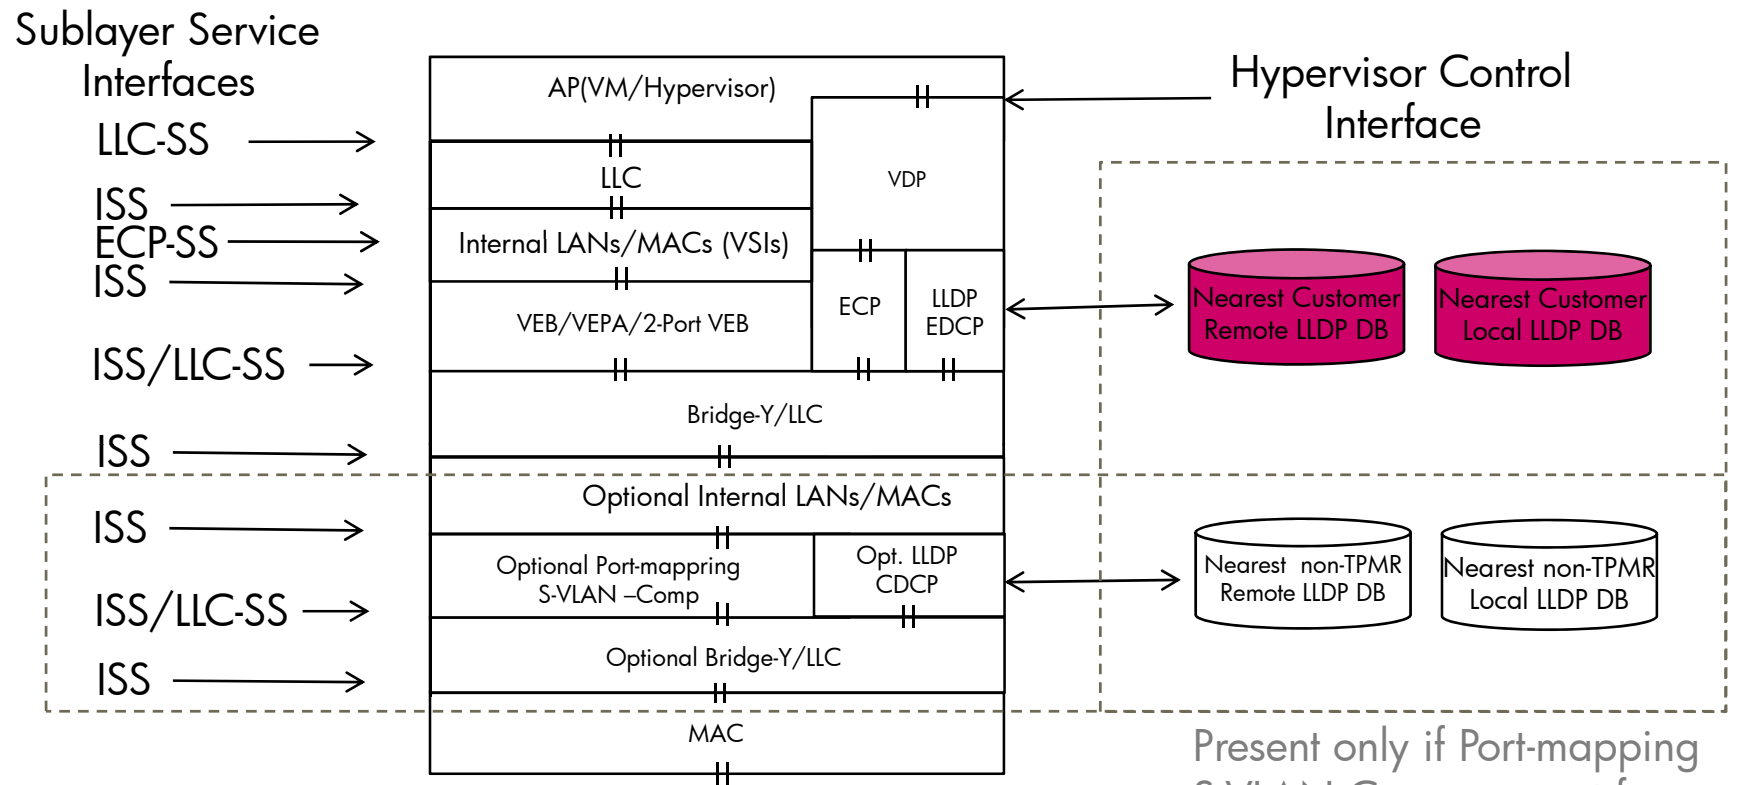 Sublayer Service
Interfaces
LLC-SS
ISS
ECP-SS
ISS
ISS/LLC-SS
ISS
ISS
ISS/LLC-SS
ISS
AP(VM/Hypervisor)
LLC
VDP
Internal LANs/MACs (VSIs)
VEB/VEPA/2-Port VEB
ECP
LLDP
EDCP
Bridge-Y/LLC
Optional Internal LANs/MACs
Optional Port-mappring
S-VLAN –Comp
Opt. LLDP
CDCP
Optional Bridge-Y/LLC
MAC
Hypervisor Control
Interface
Nearest Customer
Remote LLDP DB
Nearest Customer
Local LLDP DB
Nearest non-TPMR
Remote LLDP DB
Nearest non-TPMR
Local LLDP DB
Present only if Port-mapping